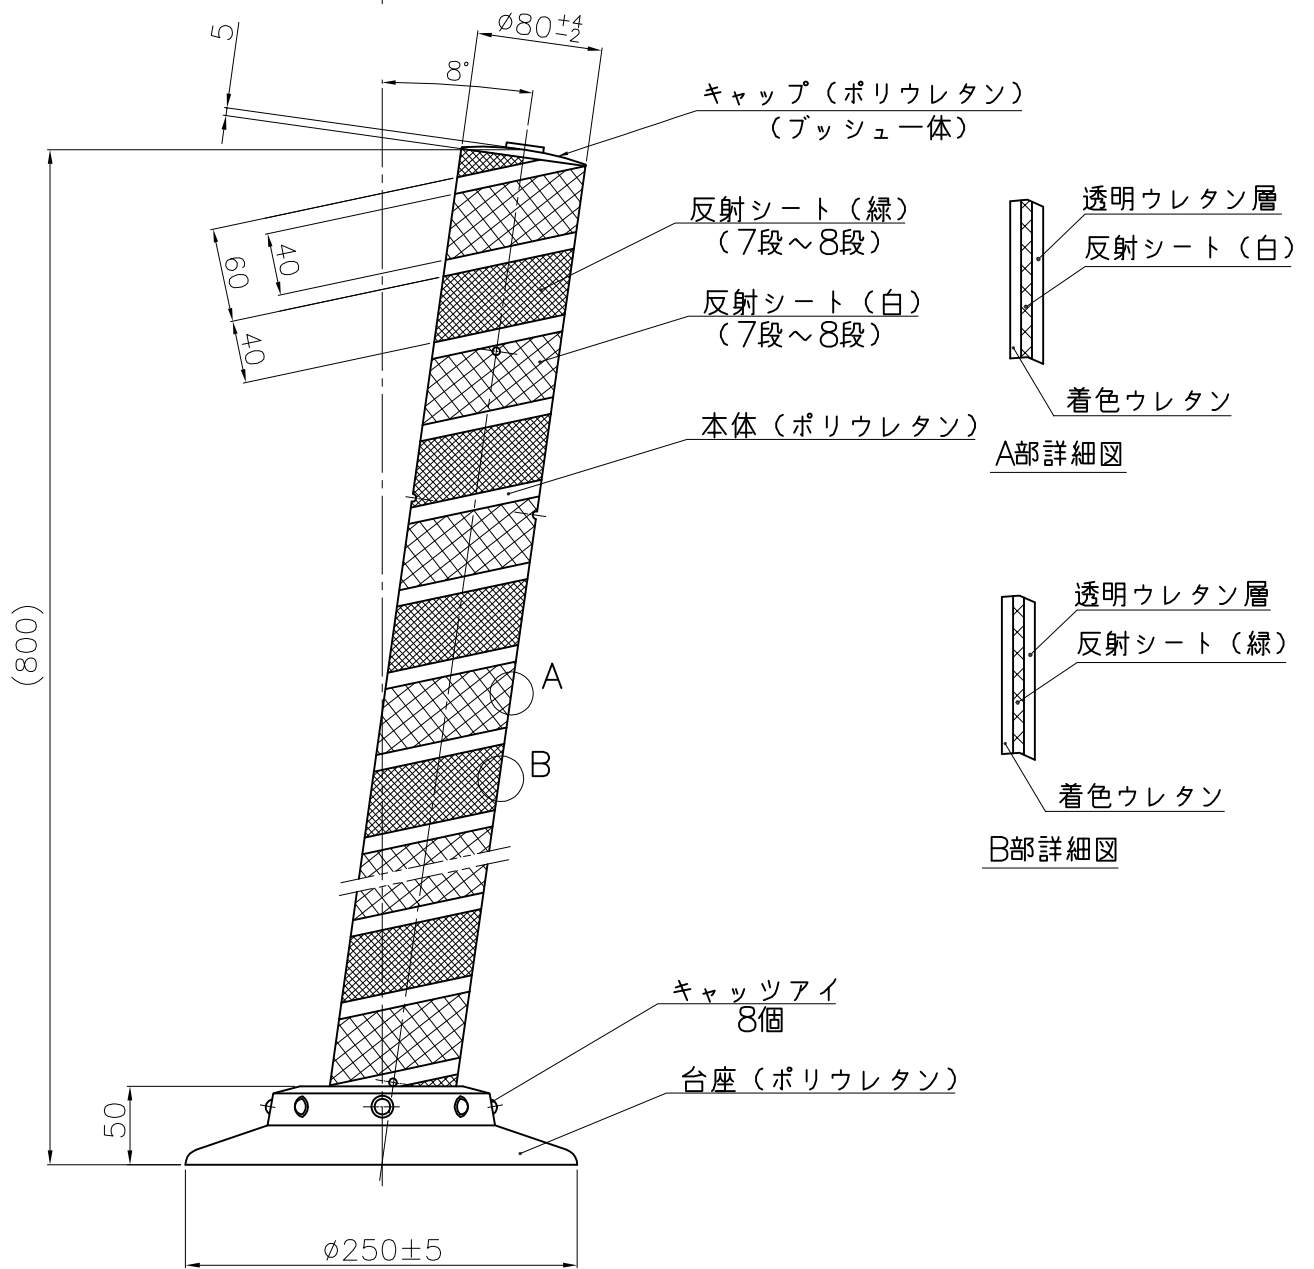 5
ø80+4-2
8°
キャップ（ポリウレタン）
（ブッシュ一体）
反射シート（緑）
（7段～8段）
反射シート（白）
（7段～8段）
本体（ポリウレタン）
60
40
40
(800)
A
B
キャッツアイ
8個
台座（ポリウレタン）
50
ø250±5
透明ウレタン層
反射シート（白）
着色ウレタン
A部詳細図
透明ウレタン層
反射シート（緑）
着色ウレタン
B部詳細図